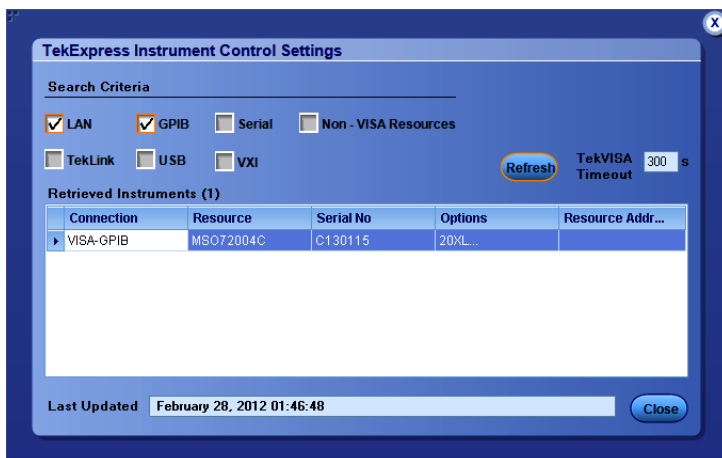 X
TekExpress Instrument Control Settings
Search Criteria
LAN GPIB Serial Non - VISA Resources
TekLink USB VXI
Refresh TekVISA Timeout 300 s
Retrieved Instruments (1)
Connection Resource Serial No Options Resource Addr...
VISA-GPIB MSO72004C C130115 20XL...
Last Updated February 28, 2012 01:46:48 Close